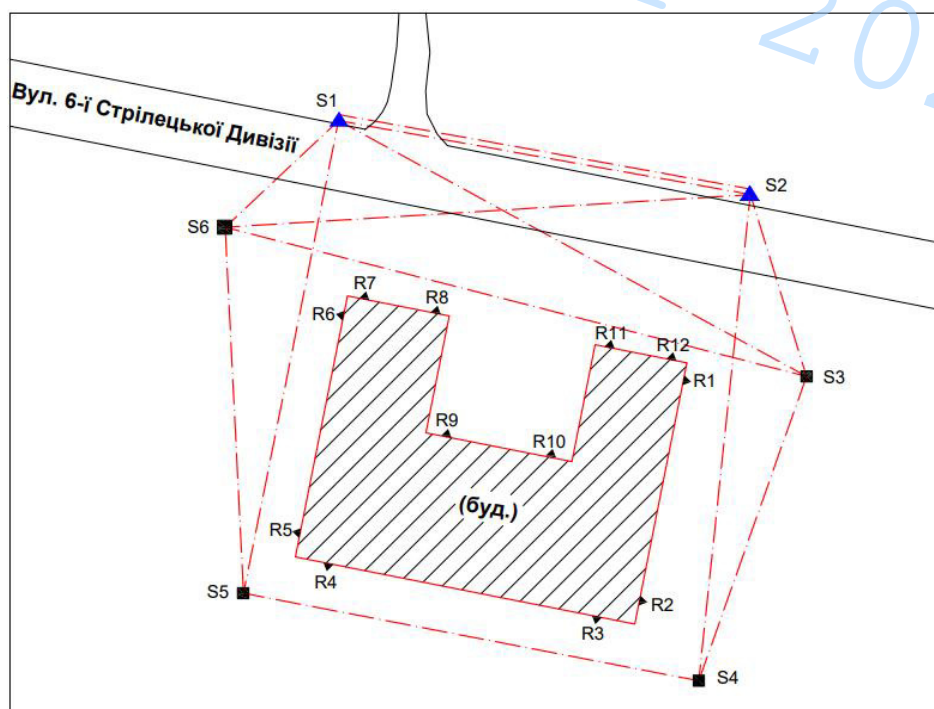 20
Вул. 6-ї Стрілецької Дивізії
S1
S2
S6
R7
R8
R6
R11
R12
R1
S3
R9
R10
(буд.)
R5
R4
S5
R2
R3
S4